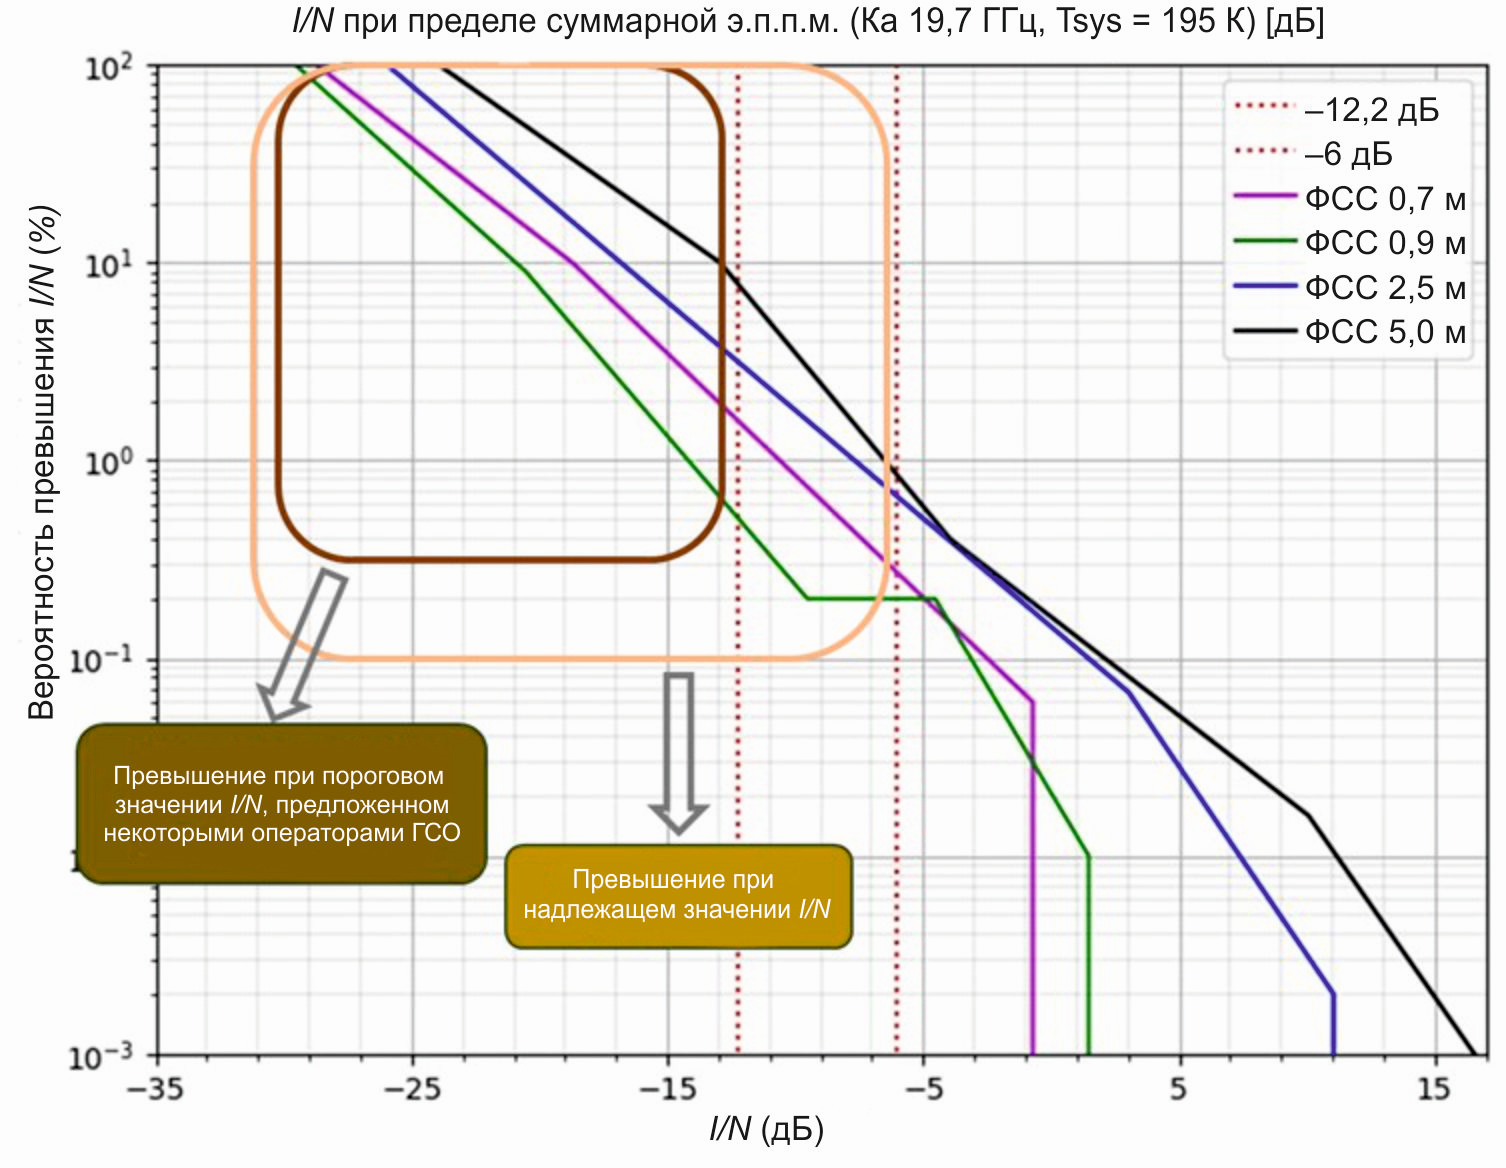 I/N при пределе суммарной э.п.п.м. (Ка 19,7 ГГц, Tsys = 195 К) [дБ]
10²
10¹
10⁰
10⁻¹
10⁻³
Вероятность превышения I/N (%)
–12,2 дБ
–6 дБ
ФСС 0,7 м
ФСС 0,9 м
ФСС 2,5 м
ФСС 5,0 м
Превышение при пороговом
значении I/N, предложенном
некоторыми операторами ГСО
Превышение при
надлежащем значении I/N
−35
−25
−15
−5
5
15
I/N (дБ)